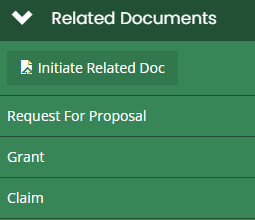 Related Documents
Initiate Related Doc
Request For Proposal
Grant
Claim